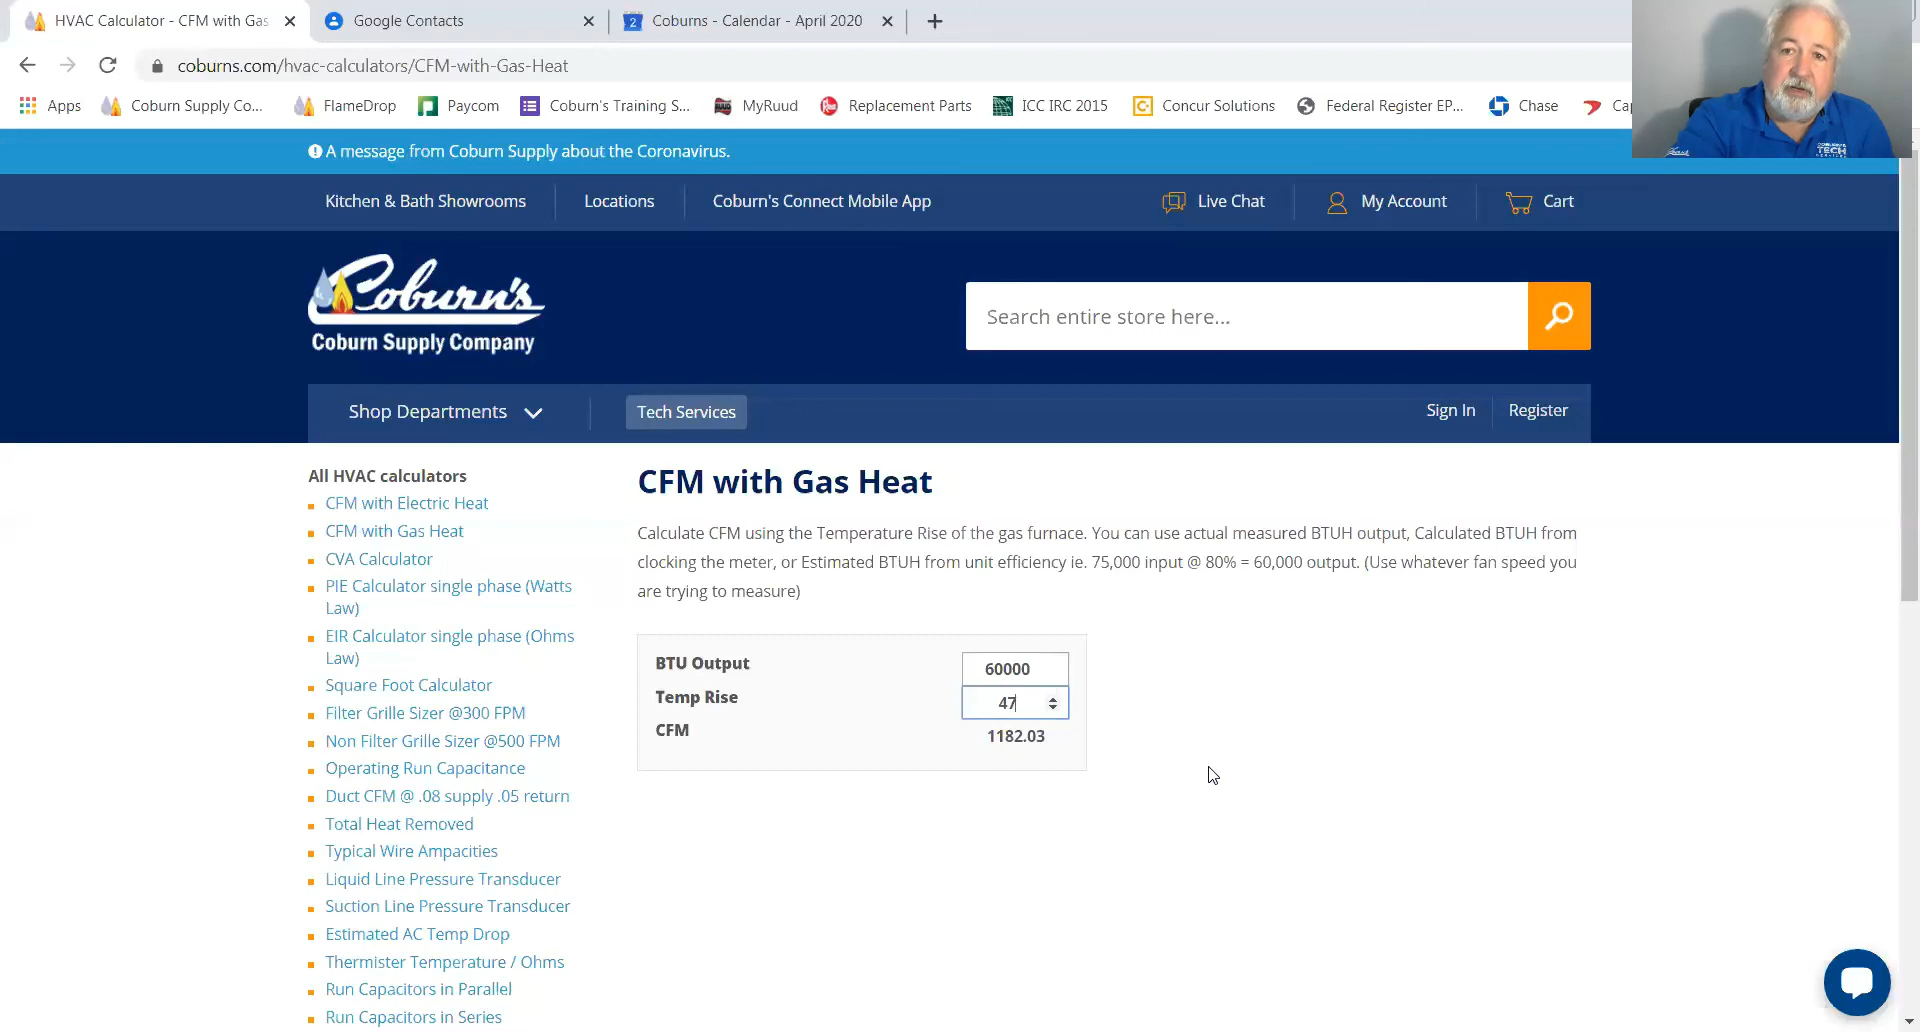 HVAC Calculator - CFM with Gas
Google Contacts
2 Coburns - Calendar - April 2020
coburns.com/hvac-calculators/CFM-with-Gas-Heat
Apps
Coburn Supply Co...
FlameDrop
Paycom
Coburn's Training S...
MyRuud
Replacement Parts
ICC IRC 2015
Concur Solutions
Federal Register EP...
Chase
TECH
A message from Coburn Supply about the Coronavirus.
Kitchen & Bath Showrooms
Locations
Coburn's Connect Mobile App
Live Chat
My Account
Cart
Coburn's
Coburn Supply Company
Search entire store here...
Shop Departments
Tech Services
Sign In
Register
All HVAC calculators
CFM with Electric Heat
CFM with Gas Heat
CVA Calculator
PIE Calculator single phase (Watts
Law)
EIR Calculator single phase (Ohms
Law)
Square Foot Calculator
Filter Grille Sizer @300 FPM
Non Filter Grille Sizer @500 FPM
Operating Run Capacitance
Duct CFM @ .08 supply .05 return
Total Heat Removed
Typical Wire Ampacities
Liquid Line Pressure Transducer
Suction Line Pressure Transducer
Estimated AC Temp Drop
Thermister Temperature / Ohms
Run Capacitors in Parallel
Run Capacitors in Series
CFM with Gas Heat
Calculate CFM using the Temperature Rise of the gas furnace. You can use actual measured BTUH output, Calculated BTUH from
clocking the meter, or Estimated BTUH from unit efficiency ie. 75,000 input @ 80% = 60,000 output. (Use whatever fan speed you
are trying to measure)
BTU Output 60000
Temp Rise 47
CFM 1182.03